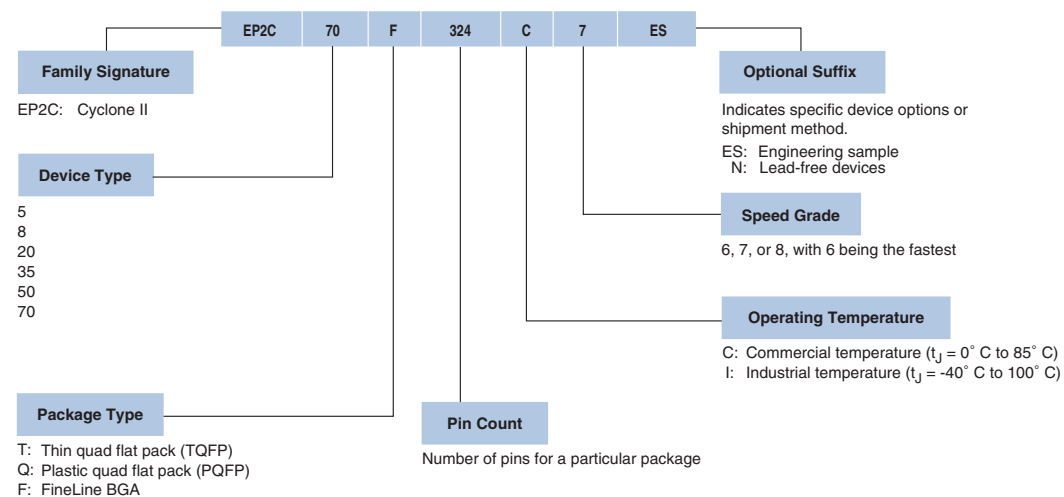 EP2C 70 F 324 C 7 ES
Family Signature
EP2C: Cyclone II
Optional Suffix
Indicates specific device options or
shipment method.
ES: Engineering sample
N: Lead-free devices
Device Type
5
8
20
35
50
70
Speed Grade
6, 7, or 8, with 6 being the fastest
Operating Temperature
C: Commercial temperature (tJ = 0° C to 85° C)
I: Industrial temperature (tJ = -40° C to 100° C)
Package Type
T: Thin quad flat pack (TQFP)
Q: Plastic quad flat pack (PQFP)
F: FineLine BGA
Pin Count
Number of pins for a particular package